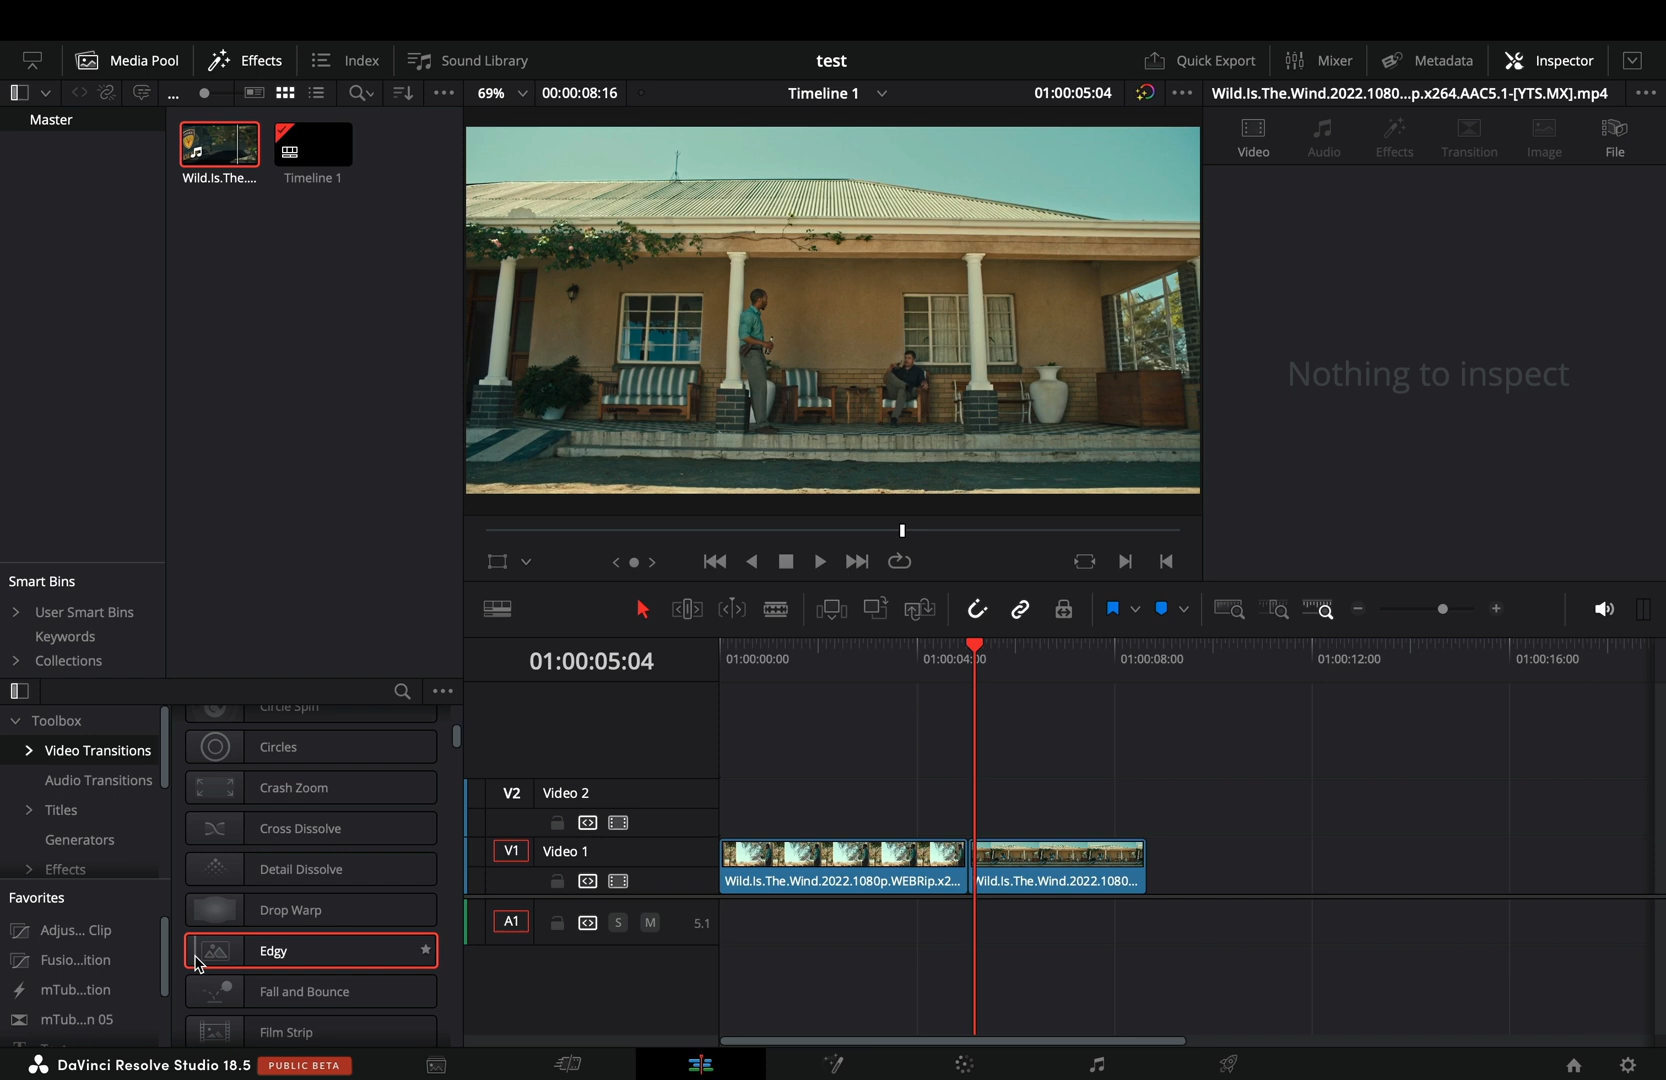 Media Pool Effects Index Sound Library test Quick Export Mixer Metadata Inspector
69% 00:00:08:16 Timeline 1 01:00:05:04 Wild.Is.The.Wind.2022.1080...p.x264.AAC5.1-[YTS.MX].mp4
Master
Video Audio Effects Transition Image File
Wild.Is.The.... Timeline 1
Nothing to inspect
Smart Bins
User Smart Bins
Keywords
Collections
01:00:05:04 01:00:00:00 01:00:04:00 01:00:08:00 01:00:12:00 01:00:16:00
Toolbox
Video Transitions
Audio Transitions
Titles
Generators
Effects
Circle Spin
Circles
Crash Zoom
Cross Dissolve
Detail Dissolve
Drop Warp
Edgy
Fall and Bounce
Film Strip
V2 Video 2
V1 Video 1
Wild.Is.The.Wind.2022.1080p.WEBRip.x2... Wild.Is.The.Wind.2022.1080...
A1 S M 5.1
Favorites
Adjus... Clip
Fusio...ition
mTub...tion
mTub...n 05
DaVinci Resolve Studio 18.5 PUBLIC BETA